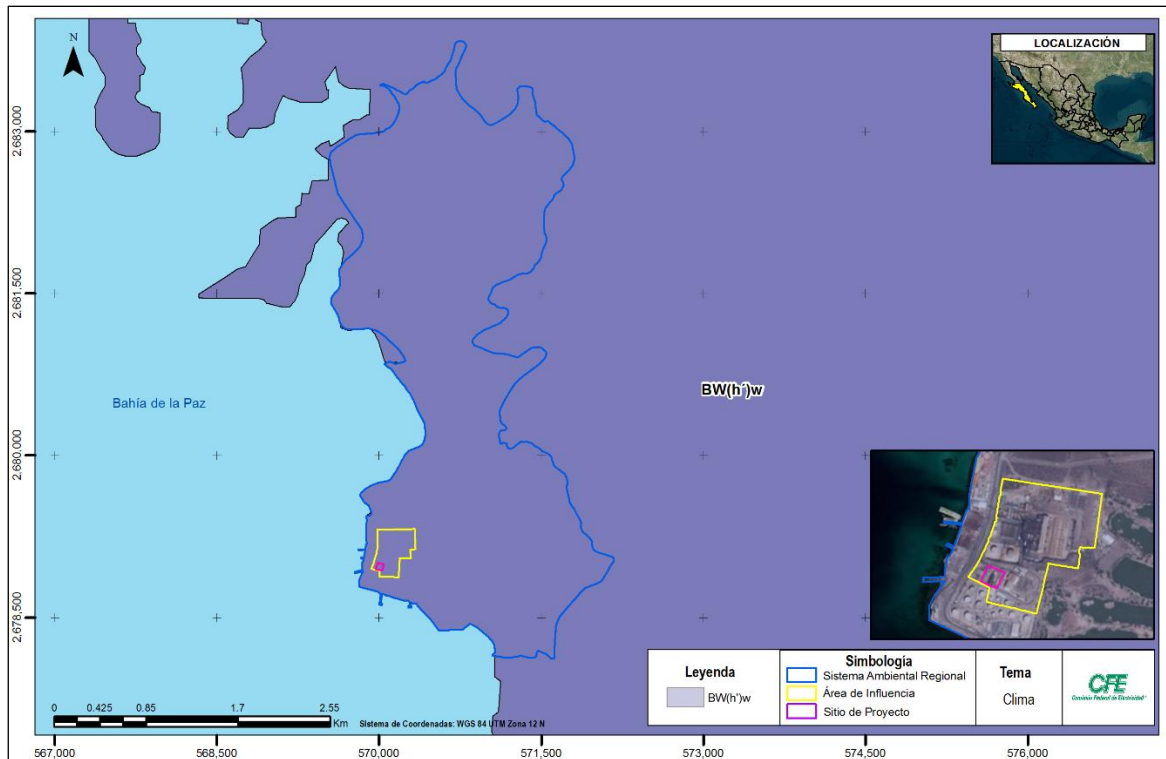 N
LOCALIZACIÓN
2,683,000
2,681,500
2,680,000
2,678,500
Bahía de la Paz
BW(h´)w
Leyenda
BW(h')w
Simbología
Sistema Ambiental Regional
Área de Influencia
Sitio de Proyecto
Tema
Clima
CFE
Comisión Federal de Electricidad
0 0.425 0.85 1.7 2.55
Km
Sistema de Coordenadas: WGS 84 UTM Zona 12 N
567,000 568,500 570,000 571,500 573,000 574,500 576,000